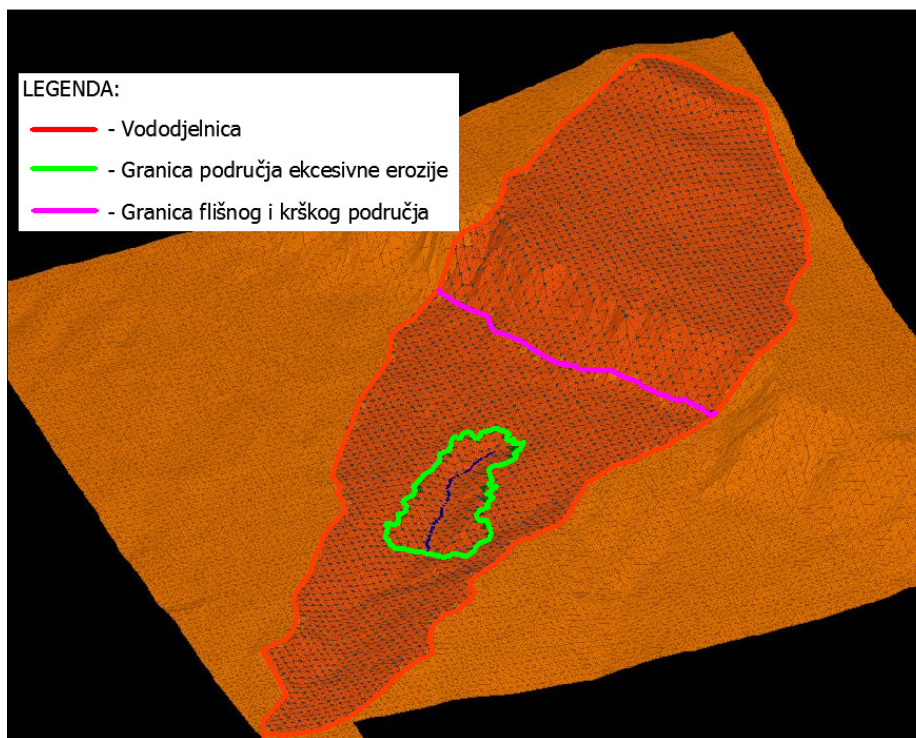 LEGENDA:
- Vododjelnica
- Granica područja ekcesivne erozije
- Granica flišnog i krškog područja